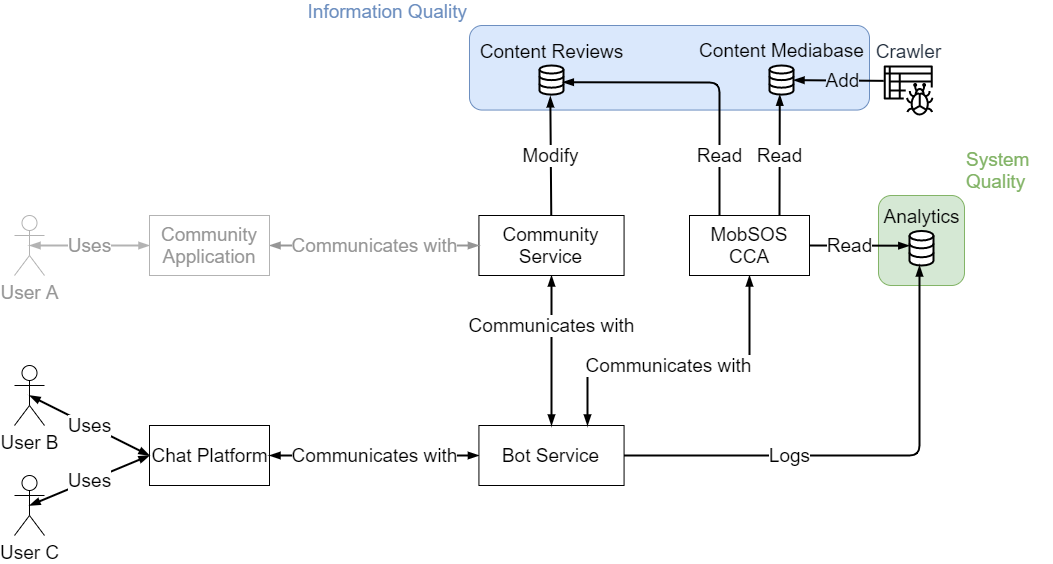 Information Quality
Content Reviews
Content Mediabase
Crawler
Add
Modify
Read
Read
System
Quality
Analytics
Uses
Community
Application
Communicates with
Community
Service
MobSOS
CCA
Read
User A
Communicates with
Communicates with
Uses
User B
Chat Platform
Communicates with
Bot Service
Logs
Uses
User C